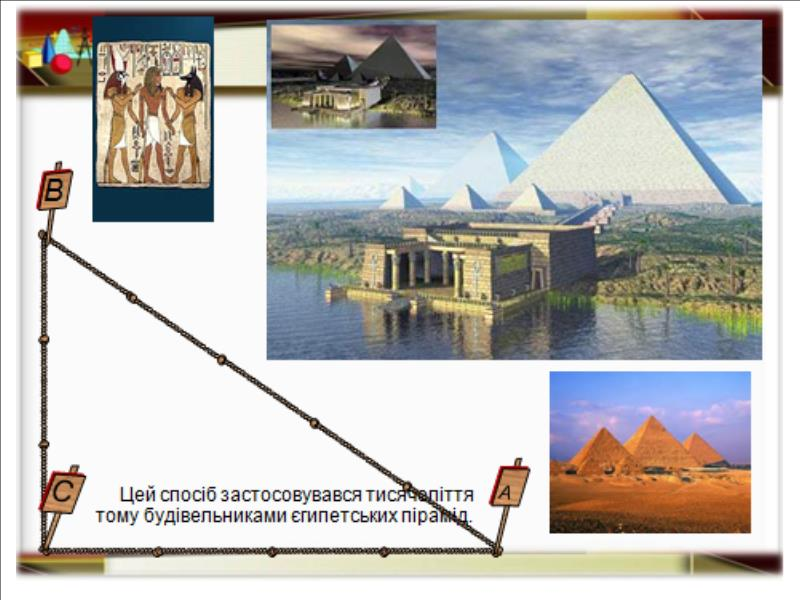 B
C
A
Цей спосіб застосовувався тисячоліття
тому будівельниками єгипетських пірамід.